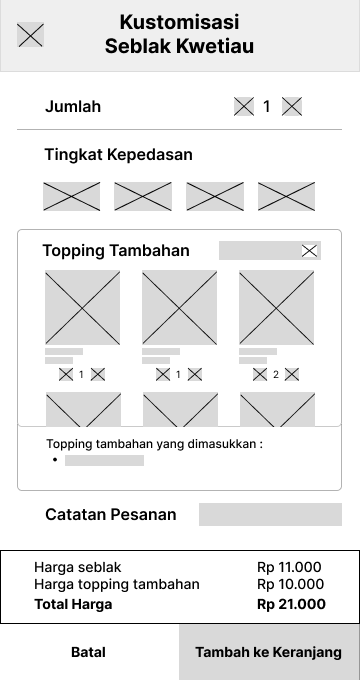 Kustomisasi
Seblak Kwetiau
Jumlah 1
Tingkat Kepedasan
Topping Tambahan
1 1 2
Topping tambahan yang dimasukkan :
•
Catatan Pesanan
Harga seblak Rp 11.000
Harga topping tambahan Rp 10.000
Total Harga Rp 21.000
Batal Tambah ke Keranjang